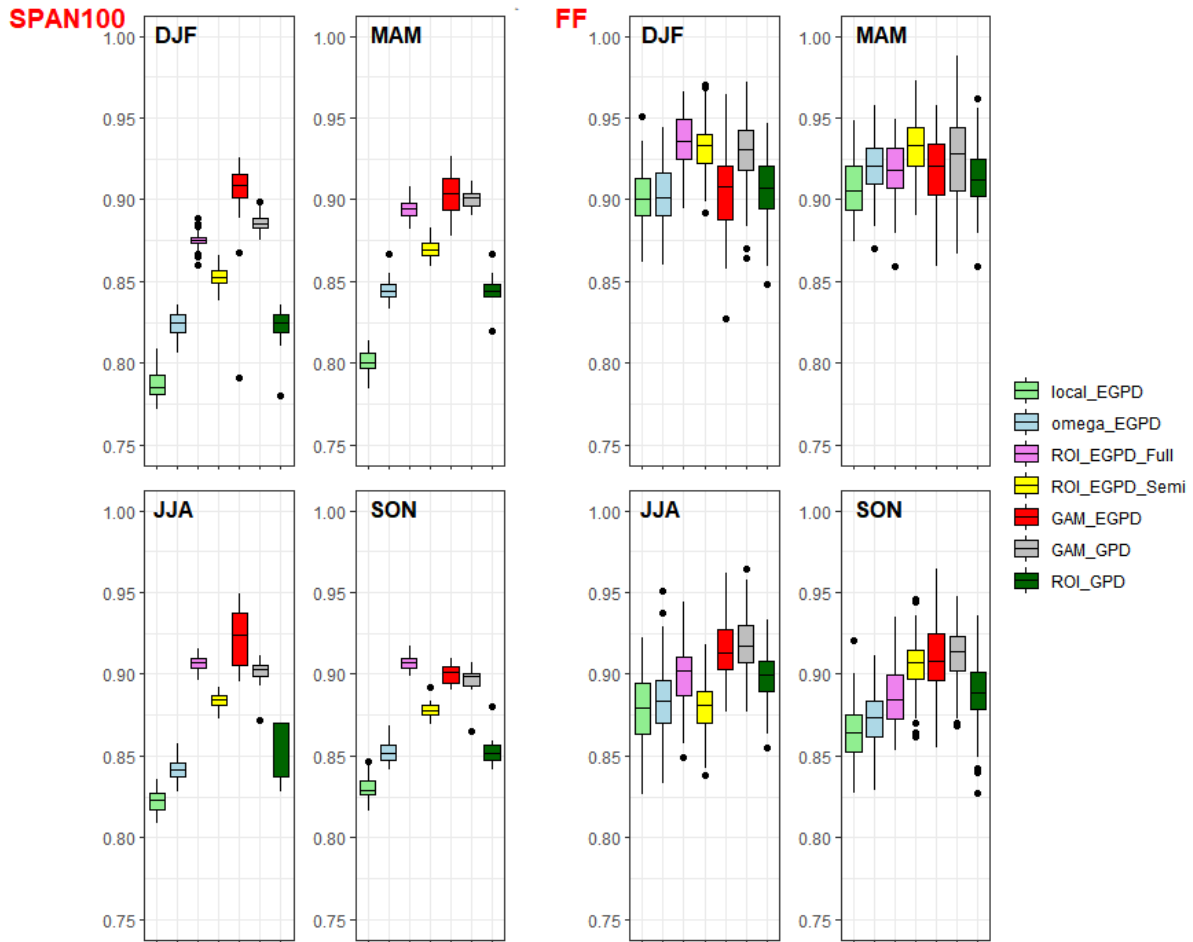 SPAN100
FF
DJF
MAM
DJF
MAM
1.00
0.95
0.90
0.85
0.80
0.75
1.00
0.95
0.90
0.85
0.80
0.75
1.00
0.95
0.90
0.85
0.80
0.75
1.00
0.95
0.90
0.85
0.80
0.75
JJA
SON
JJA
SON
1.00
0.95
0.90
0.85
0.80
0.75
1.00
0.95
0.90
0.85
0.80
0.75
1.00
0.95
0.90
0.85
0.80
0.75
1.00
0.95
0.90
0.85
0.80
0.75
local_EGPD
omega_EGPD
ROI_EGPD_Full
ROI_EGPD_Semi
GAM_EGPD
GAM_GPD
ROI_GPD